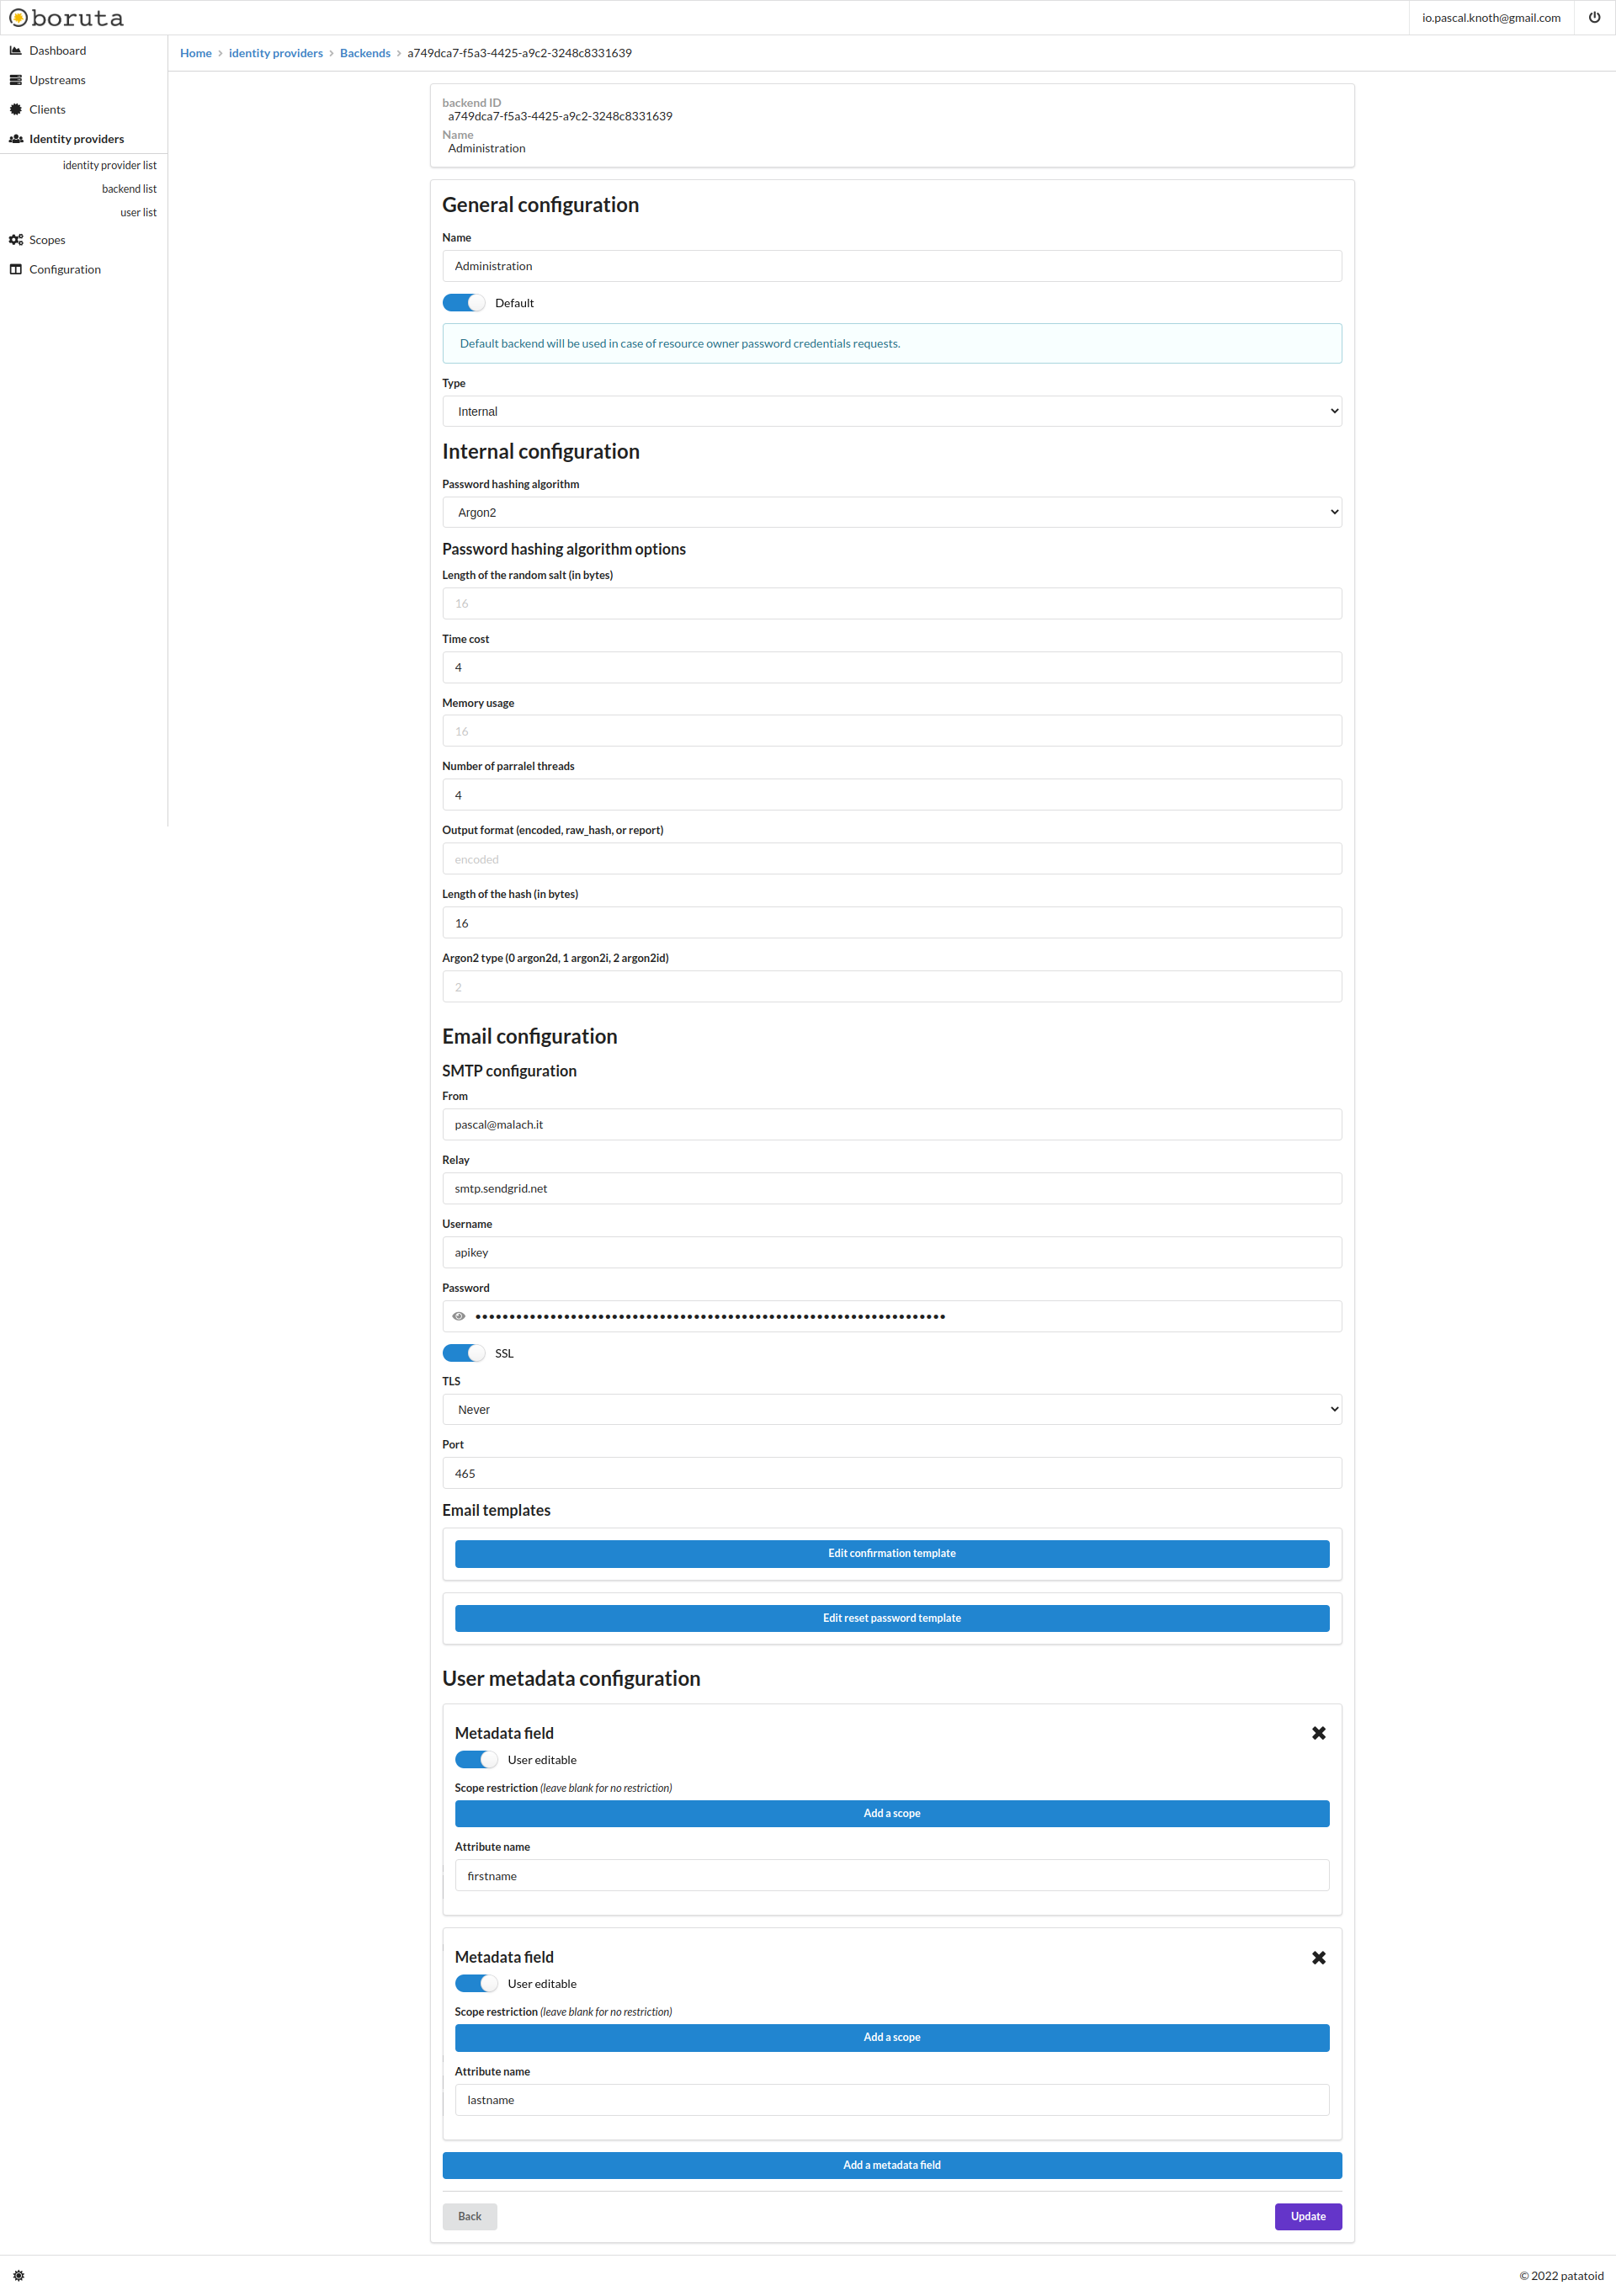 boruta
io.pascal.knoth@gmail.com
Dashboard
Upstreams
Clients
Identity providers
identity provider list
backend list
user list
Scopes
Configuration
Home > identity providers > Backends > a749dca7-f5a3-4425-a9c2-3248c8331639
backend ID
a749dca7-f5a3-4425-a9c2-3248c8331639
Name
Administration
General configuration
Name
Administration
Default
Default backend will be used in case of resource owner password credentials requests.
Type
Internal
Internal configuration
Password hashing algorithm
Argon2
Password hashing algorithm options
Length of the random salt (in bytes)
16
Time cost
4
Memory usage
16
Number of parralel threads
4
Output format (encoded, raw_hash, or report)
encoded
Length of the hash (in bytes)
16
Argon2 type (0 argon2d, 1 argon2i, 2 argon2id)
2
Email configuration
SMTP configuration
From
pascal@malach.it
Relay
smtp.sendgrid.net
Username
apikey
Password
SSL
TLS
Never
Port
465
Email templates
Edit confirmation template
Edit reset password template
User metadata configuration
Metadata field
User editable
Scope restriction (leave blank for no restriction)
Add a scope
Attribute name
firstname
Metadata field
User editable
Scope restriction (leave blank for no restriction)
Add a scope
Attribute name
lastname
Add a metadata field
Back
Update
© 2022 patatoid